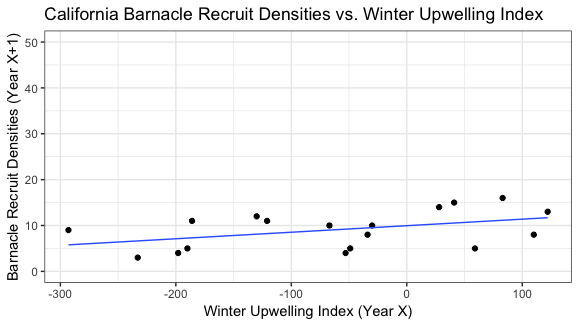 California Barnacle Recruit Densities vs. Winter Upwelling Index
Barnacle Recruit Densities (Year X+1)
50
40
30
20
10
0
-300 -200 -100 0 100
Winter Upwelling Index (Year X)